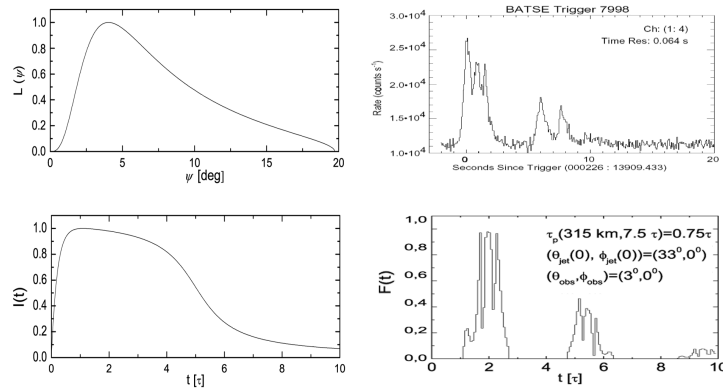 1.0
0.8
0.6
0.4
0.2
0.0
L (ψ)
0 5 10 15 20
ψ [deg]
BATSE Trigger 7998
Ch: (1: 4)
Time Res: 0.064 s
3.0•10⁴
2.5•10⁴
2.0•10⁴
1.5•10⁴
1.0•10⁴
Rate (counts s⁻¹)
0 10 20
Seconds Since Trigger (000226 : 13909.433)
1.0
0.8
0.6
0.4
0.2
0.0
I(t)
0 2 4 6 8 10
t [τ]
1,0
0,8
0,6
0,4
0,2
0,0
F(t)
τp(315 km,7.5 τ)=0.75τ
(θjet(0), ϕjet(0))=(33⁰,0⁰)
(θobs,ϕobs)=(3⁰,0⁰)
0 2 4 6 8 10
t [τ]